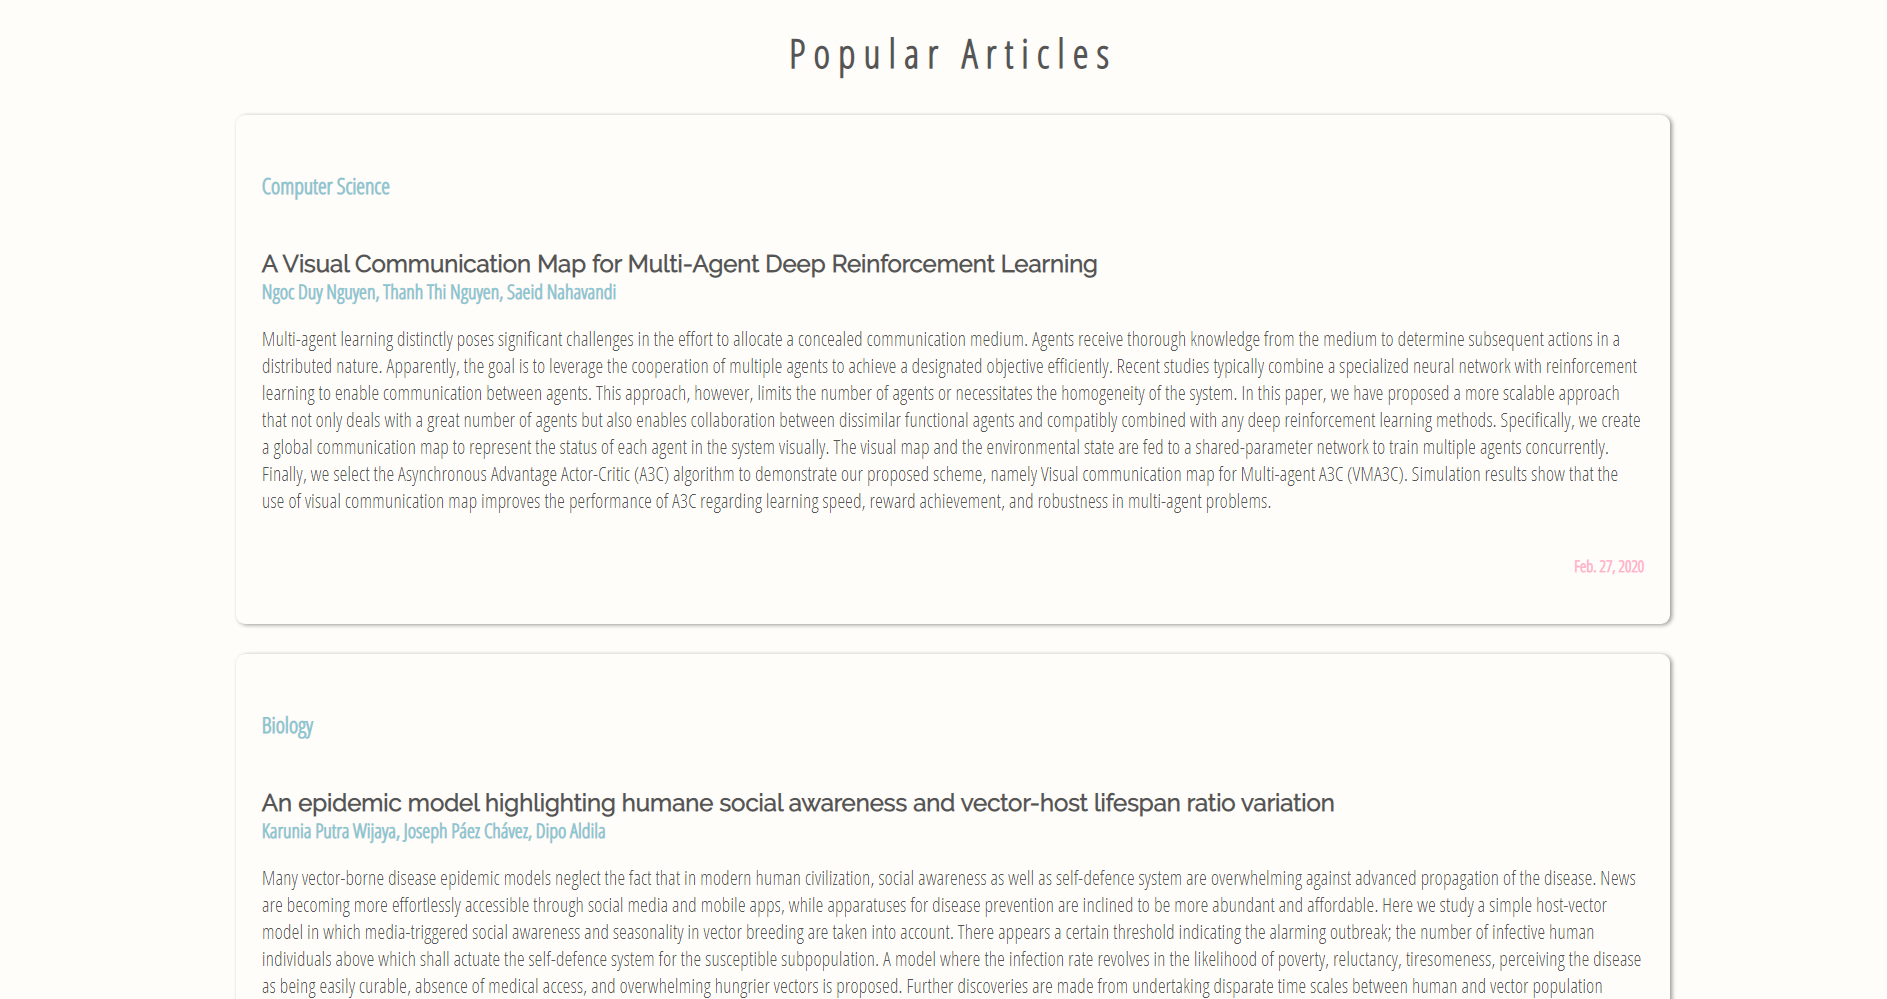 Popular Articles
Computer Science
A Visual Communication Map for Multi-Agent Deep Reinforcement Learning
Ngoc Duy Nguyen, Thanh Thi Nguyen, Saeid Nahavandi
Multi-agent learning distinctly poses significant challenges in the effort to allocate a concealed communication medium. Agents receive thorough knowledge from the medium to determine subsequent actions in a
distributed nature. Apparently, the goal is to leverage the cooperation of multiple agents to achieve a designated objective efficiently. Recent studies typically combine a specialized neural network with reinforcement
learning to enable communication between agents. This approach, however, limits the number of agents or necessitates the homogeneity of the system. In this paper, we have proposed a more scalable approach
that not only deals with a great number of agents but also enables collaboration between dissimilar functional agents and compatibly combined with any deep reinforcement learning methods. Specifically, we create
a global communication map to represent the status of each agent in the system visually. The visual map and the environmental state are fed to a shared-parameter network to train multiple agents concurrently.
Finally, we select the Asynchronous Advantage Actor-Critic (A3C) algorithm to demonstrate our proposed scheme, namely Visual communication map for Multi-agent A3C (VMA3C). Simulation results show that the
use of visual communication map improves the performance of A3C regarding learning speed, reward achievement, and robustness in multi-agent problems.
Feb. 27, 2020
Biology
An epidemic model highlighting humane social awareness and vector-host lifespan ratio variation
Karunia Putra Wijaya, Joseph Páez Chávez, Dipo Aldila
Many vector-borne disease epidemic models neglect the fact that in modern human civilization, social awareness as well as self-defence system are overwhelming against advanced propagation of the disease. News
are becoming more effortlessly accessible through social media and mobile apps, while apparatuses for disease prevention are inclined to be more abundant and affordable. Here we study a simple host-vector
model in which media-triggered social awareness and seasonality in vector breeding are taken into account. There appears a certain threshold indicating the alarming outbreak; the number of infective human
individuals above which shall actuate the self-defence system for the susceptible subpopulation. A model where the infection rate revolves in the likelihood of poverty, reluctancy, tiresomeness, perceiving the disease
as being easily curable, absence of medical access, and overwhelming hungrier vectors is proposed. Further discoveries are made from undertaking disparate time scales between human and vector population